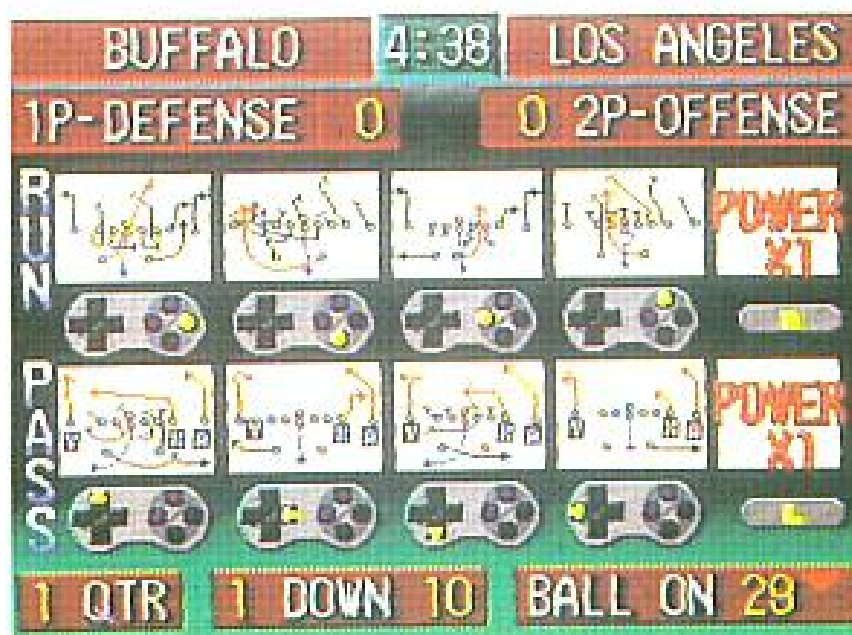 BUFFALO 4:38 LOS ANGELES
1P-DEFENSE 0 0 2P-OFFENSE
RUN
POWER X1
PASS
POWER X1
1 QTR 1 DOWN 10 BALL ON 29